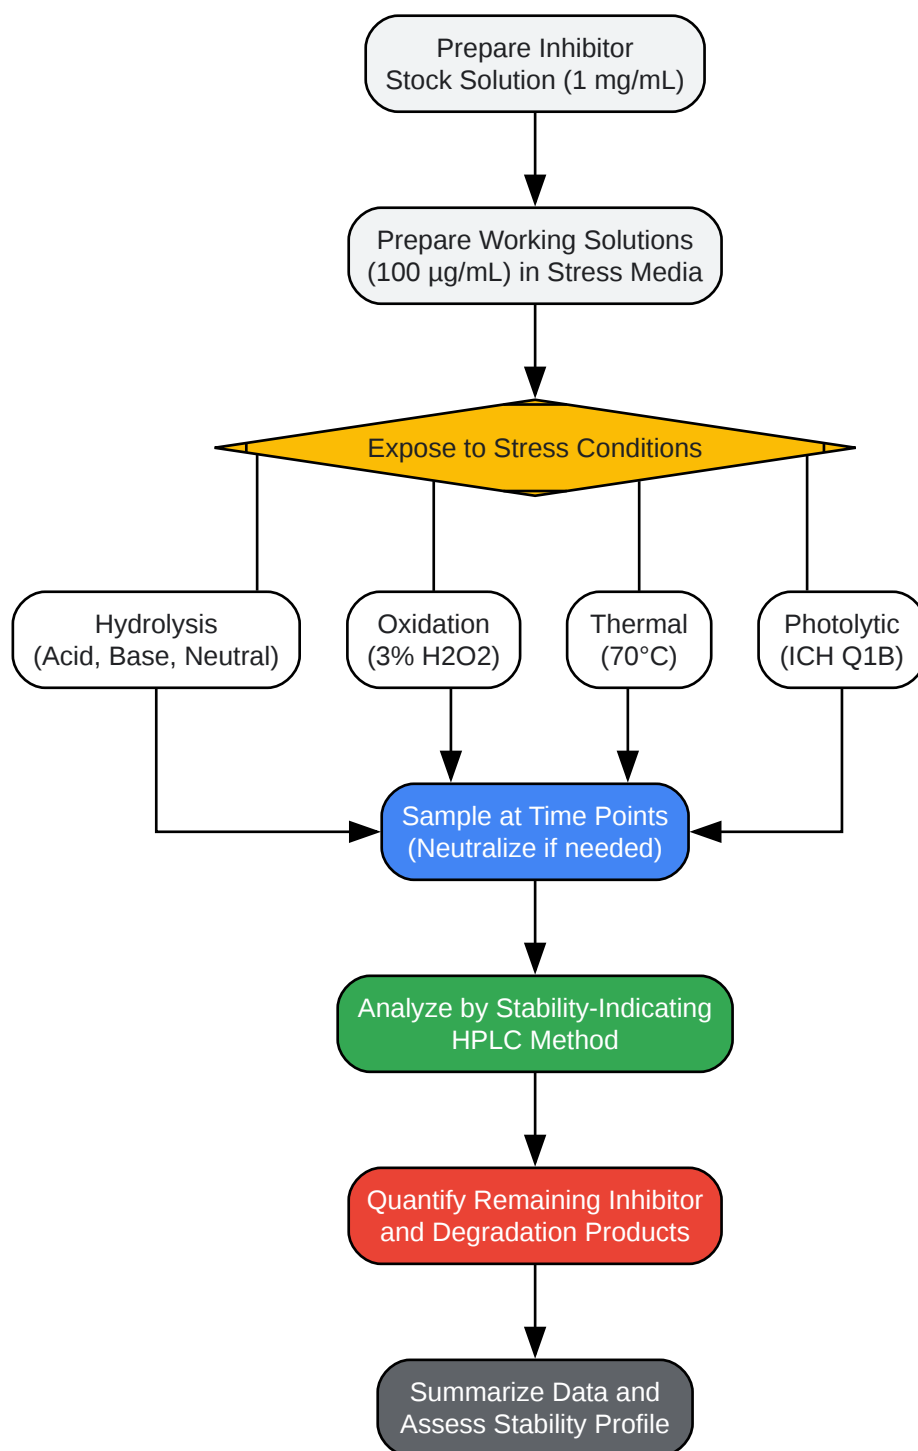 Prepare Inhibitor
Stock Solution (1 mg/mL)
Prepare Working Solutions
(100 µg/mL) in Stress Media
Expose to Stress Conditions
Hydrolysis
(Acid, Base, Neutral)
Oxidation
(3% H2O2)
Thermal
(70°C)
Photolytic
(ICH Q1B)
Sample at Time Points
(Neutralize if needed)
Analyze by Stability-Indicating
HPLC Method
Quantify Remaining Inhibitor
and Degradation Products
Summarize Data and
Assess Stability Profile